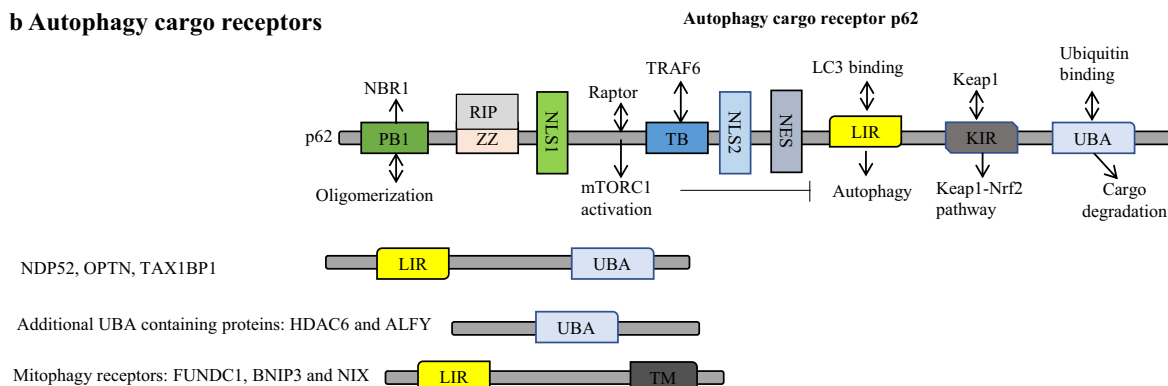 b Autophagy cargo receptors
Autophagy cargo receptor p62
NBR1
Raptor
TRAF6
LC3 binding
Keap1
Ubiquitin
binding
p62
PB1
RIP
ZZ
NLS1
TB
NLS2
NES
LIR
KIR
UBA
Oligomerization
mTORC1
activation
Autophagy
Keap1-Nrf2
pathway
Cargo
degradation
NDP52, OPTN, TAX1BP1
LIR
UBA
Additional UBA containing proteins: HDAC6 and ALFY
UBA
Mitophagy receptors: FUNDC1, BNIP3 and NIX
LIR
TM